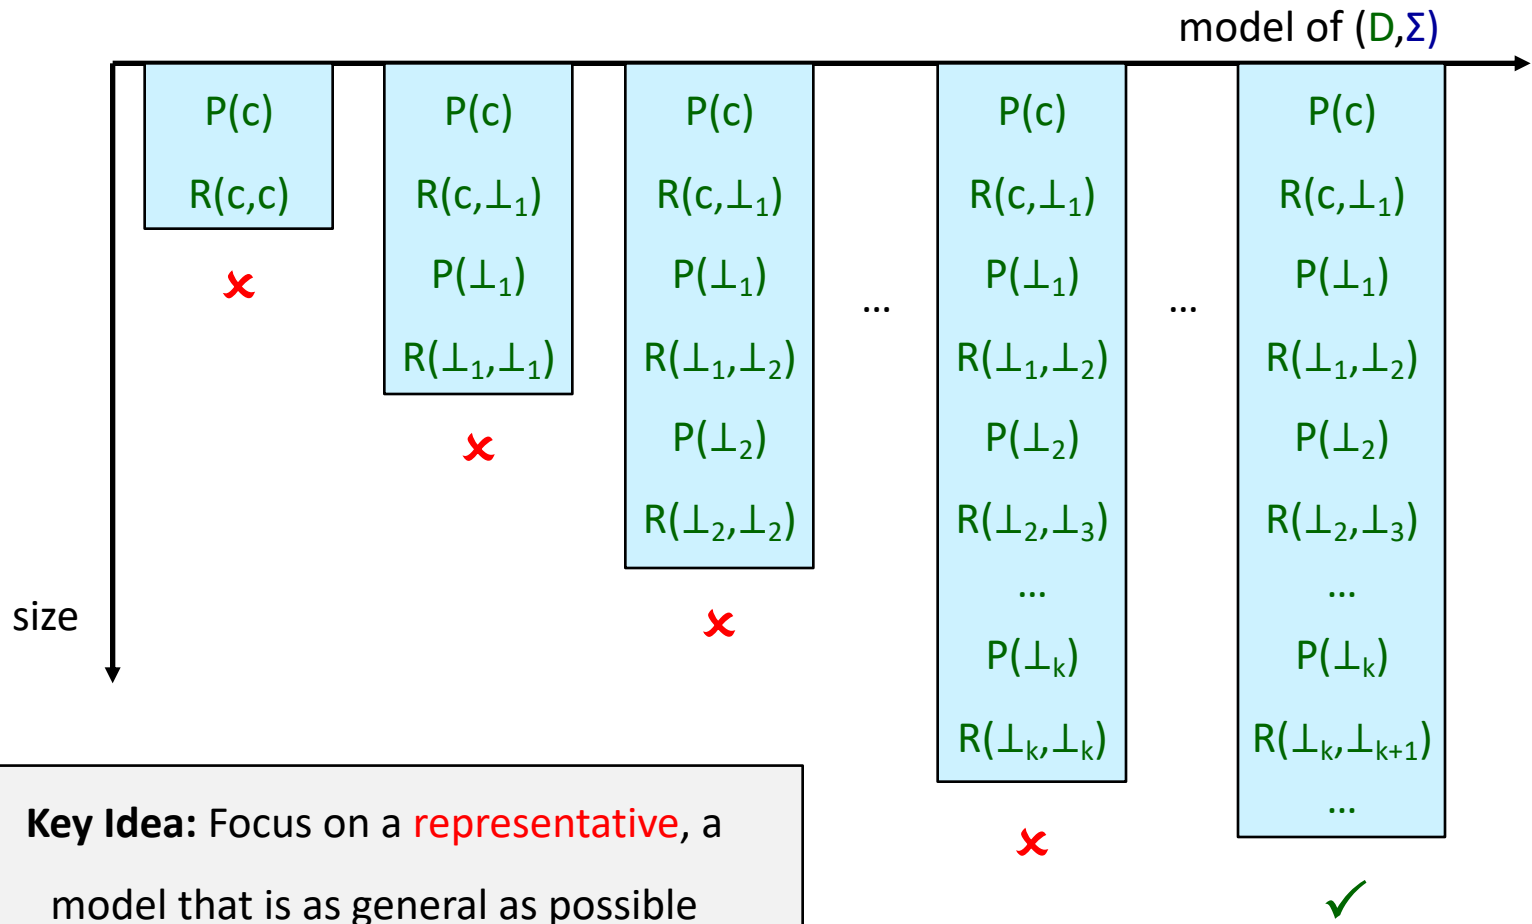 model of (D,Σ)
P(c)
R(c,c)
✘
P(c)
R(c,⊥₁)
P(⊥₁)
R(⊥₁,⊥₁)
✘
P(c)
R(c,⊥₁)
P(⊥₁)
R(⊥₁,⊥₂)
P(⊥₂)
R(⊥₂,⊥₂)
✘
...
P(c)
R(c,⊥₁)
P(⊥₁)
R(⊥₁,⊥₂)
P(⊥₂)
R(⊥₂,⊥₃)
...
P(⊥ₖ)
R(⊥ₖ,⊥ₖ)
✘
...
P(c)
R(c,⊥₁)
P(⊥₁)
R(⊥₁,⊥₂)
P(⊥₂)
R(⊥₂,⊥₃)
...
P(⊥ₖ)
R(⊥ₖ,⊥ₖ₊₁)
...
✓
size
Key Idea: Focus on a representative, a
model that is as general as possible